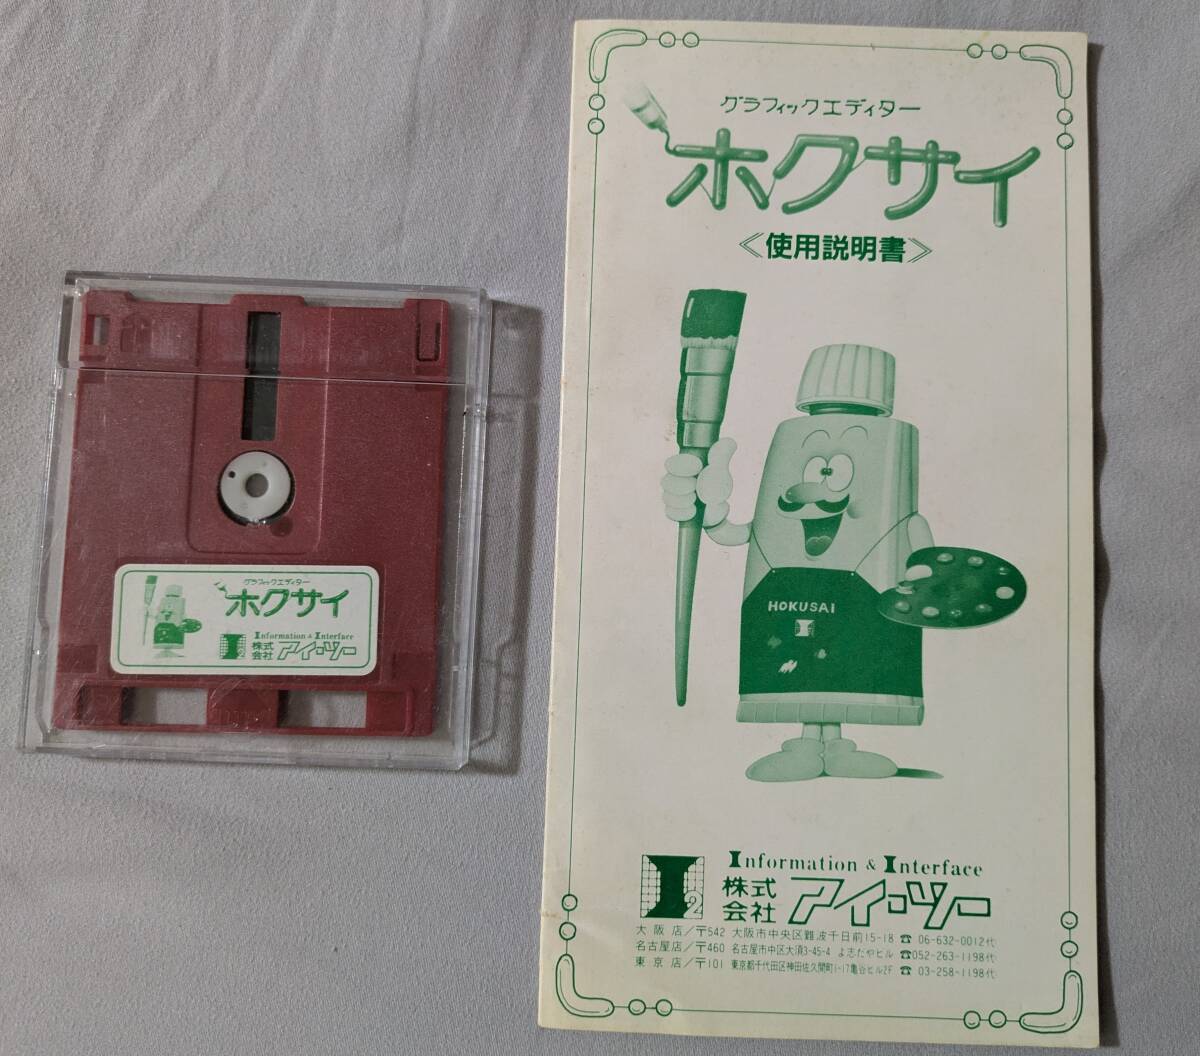 グラフィックエディター
ホクサイ
Information & Interface
I2
株式会社 アイ・ツー
グラフィックエディター
ホクサイ
≪使用説明書≫
HOKUSAI
Information & Interface
I2
株式会社 アイ・ツー
大阪店/〒542 大阪市中央区難波千日前15-18 ☎ 06-632-0012代
名古屋店/〒460 名古屋市中区大須3-45-4 よ志だやビル ☎052-263-1198代
東京店/〒101 東京都千代田区神田佐久間町1-17亀谷ビル2F ☎ 03-258-1198代